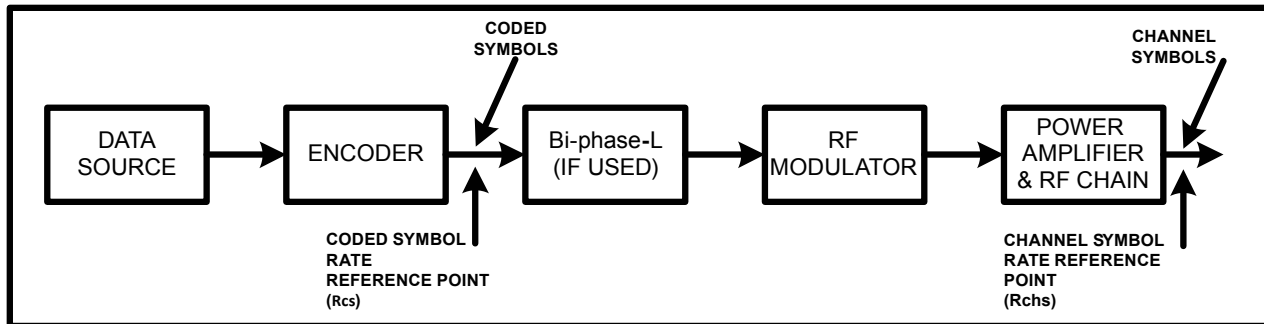 CODED
SYMBOLS
CHANNEL
SYMBOLS
DATA
SOURCE
ENCODER
Bi-phase-L
(IF USED)
RF
MODULATOR
POWER
AMPLIFIER
& RF CHAIN
CODED SYMBOL
RATE
REFERENCE POINT
(Rcs)
CHANNEL SYMBOL
RATE REFERENCE
POINT
(Rchs)